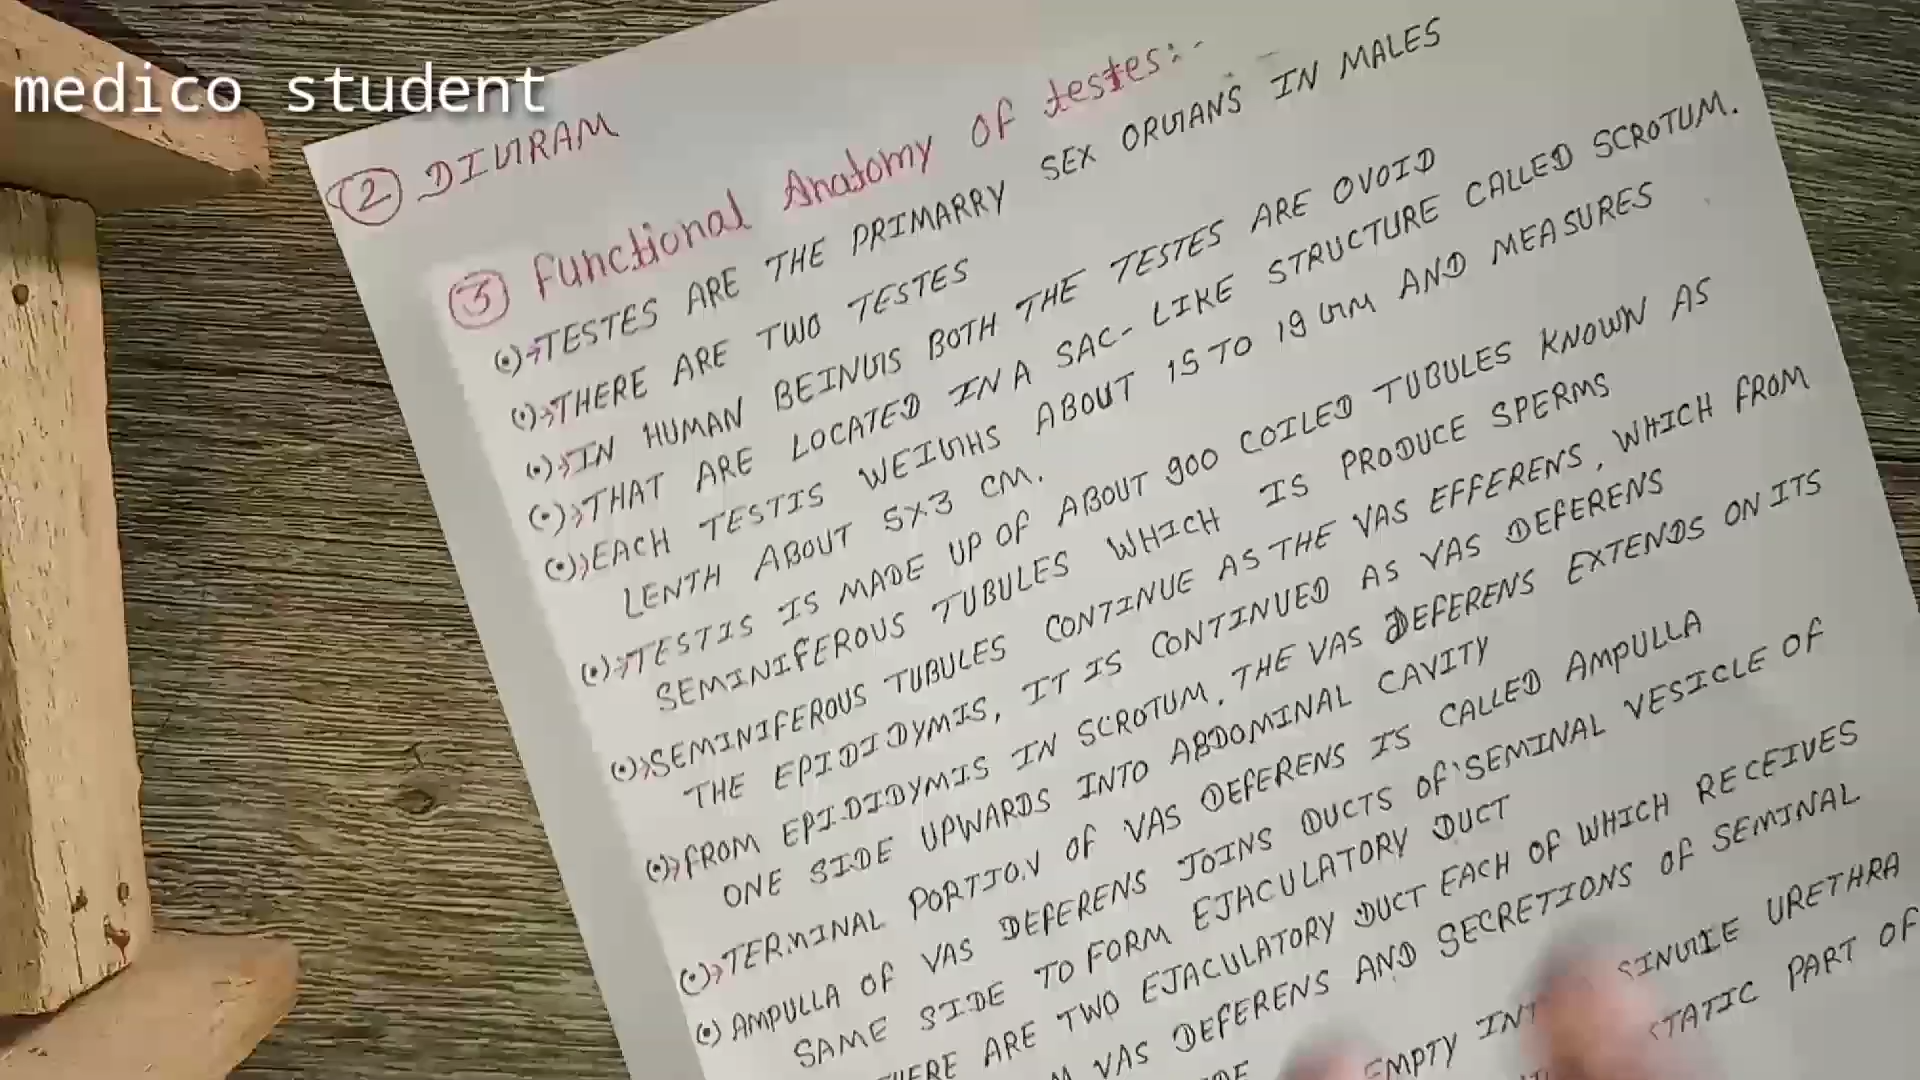 medico student
② DIGRAM
③ Functional Anatomy OF testes:-
(•)→TESTES ARE THE PRIMARRY SEX ORGANS IN MALES
(•)→THERE ARE TWO TESTES
(•)→IN HUMAN BEINGS BOTH THE TESTES ARE OVOID
(•)→THAT ARE LOCATED IN A SAC-LIKE STRUCTURE CALLED SCROTUM.
(•)→EACH TESTIS WEIGHS ABOUT 15 TO 19 GM AND MEASURES
LENTH ABOUT 5X3 CM.
(•)→TESTIS IS MADE UP OF ABOUT 900 COILED TUBULES KNOWN AS
SEMINIFEROUS TUBULES WHICH IS PRODUCE SPERMS
(•)→SEMINIFEROUS TUBULES CONTINUE AS THE VAS EFFERENS, WHICH FROM
THE EPIDIDYMIS, IT IS CONTINUED AS VAS DEFERENS
(•)→FROM EPIDIDYMIS IN SCROTUM, THE VAS DEFERENS EXTENDS ON ITS
ONE SIDE UPWARDS INTO ABDOMINAL CAVITY
(•)→TERMINAL PORTION OF VAS DEFERENS IS CALLED AMPULLA
(•) AMPULLA OF VAS DEFERENS JOINS DUCTS OF SEMINAL VESICLE OF
SAME SIDE TO FORM EJACULATORY DUCT
ARE TWO EJACULATORY DUCT EACH OF WHICH RECEIVES
VAS DEFERENS AND SECRETIONS OF SEMINAL
EMPTY URETHRA
PART OF